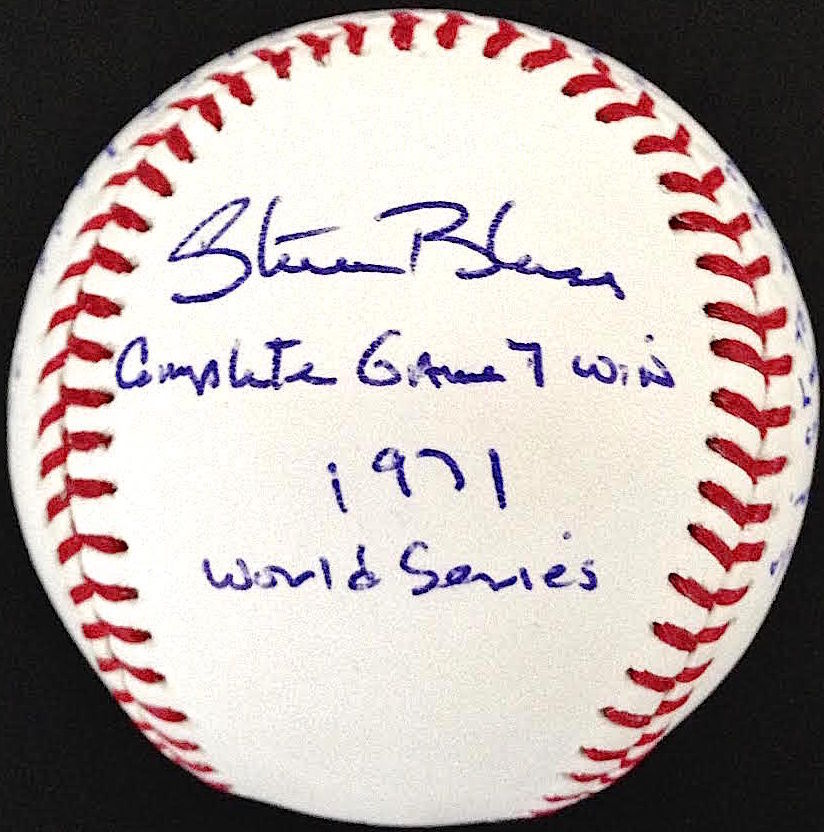 Steve Blass
Complete Game 7 Win
1971
World Series